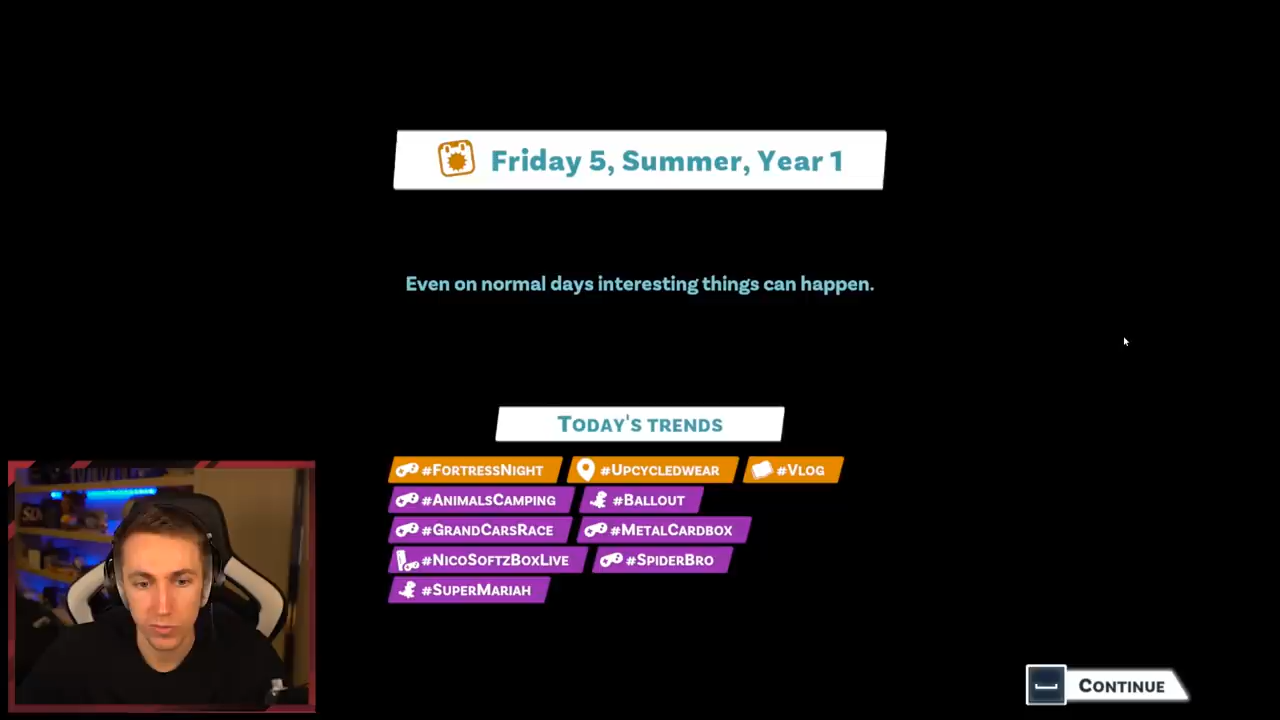 Friday 5, Summer, Year 1
Even on normal days interesting things can happen.
TODAY'S TRENDS
#FORTRESSNIGHT #UPCYCLEDWEAR #VLOG
#ANIMALSCAMPING #BALLOUT
#GRANDCARSRACE #METALCARDBOX
#NICOSOFTZBOXLIVE #SPIDERBRO
#SUPERMARIAH
CONTINUE